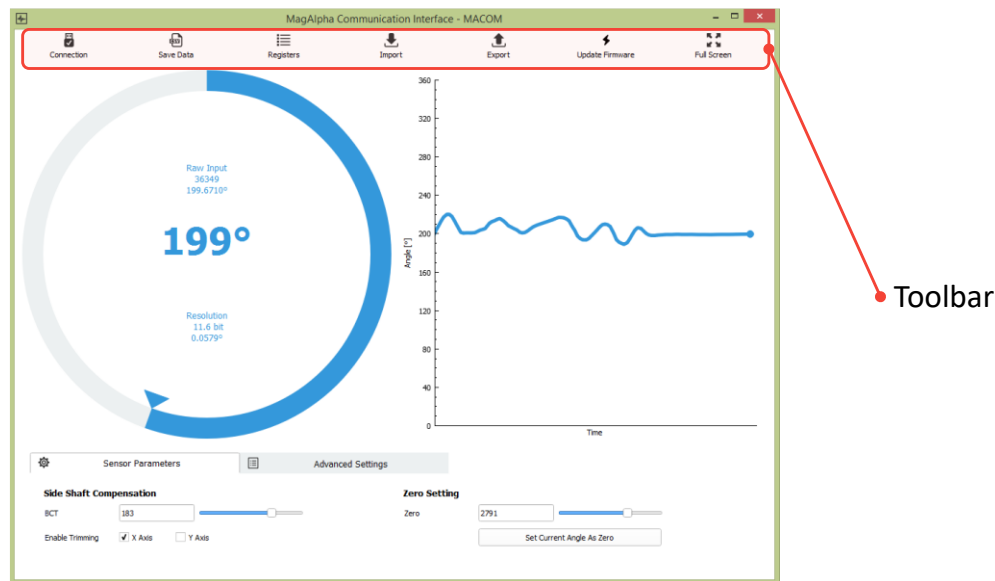 MagAlpha Communication Interface - MACOM
Connection Save Data Registers Import Export Update Firmware Full Screen
Raw Input
36349
199.6710°
199°
Resolution
11.6 bit
0.0579°
Angle [°]
360
320
280
240
200
160
120
80
40
0
Time
Toolbar
Sensor Parameters Advanced Settings
Side Shaft Compensation Zero Setting
BCT 183 Zero 2791
Enable Trimming X Axis Y Axis Set Current Angle As Zero